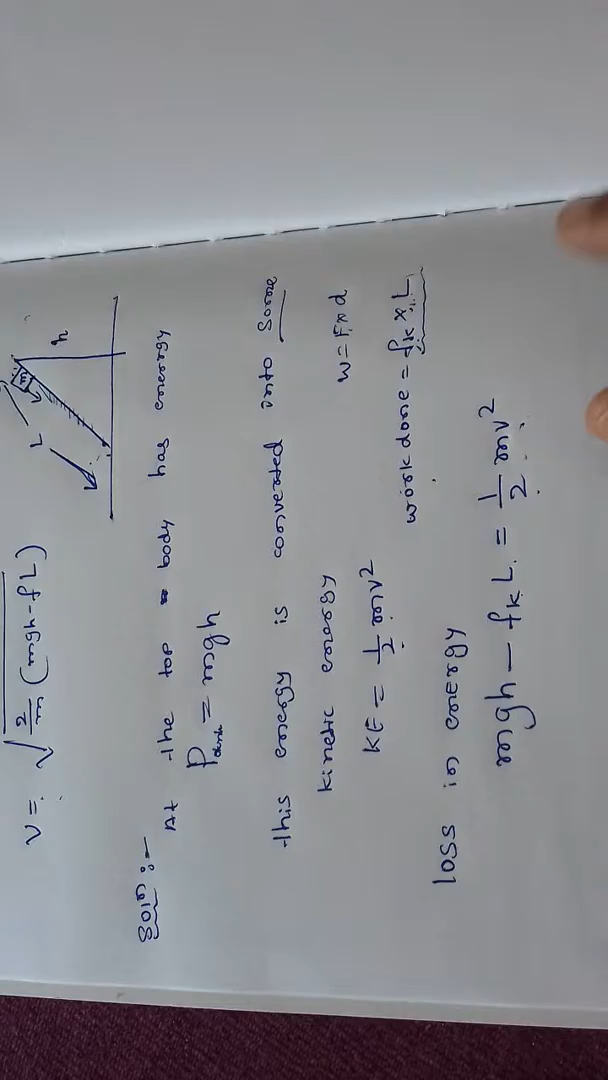 v = √(2/m (mgh - fL))
m
L
h
Soln :-
At the top body has energy
P = mgh
this energy is converted into some
kinetic energy
W = F x d
KE = 1/2 mv²
work done = fk x L
loss in energy
mgh - fk L = 1/2 mv²